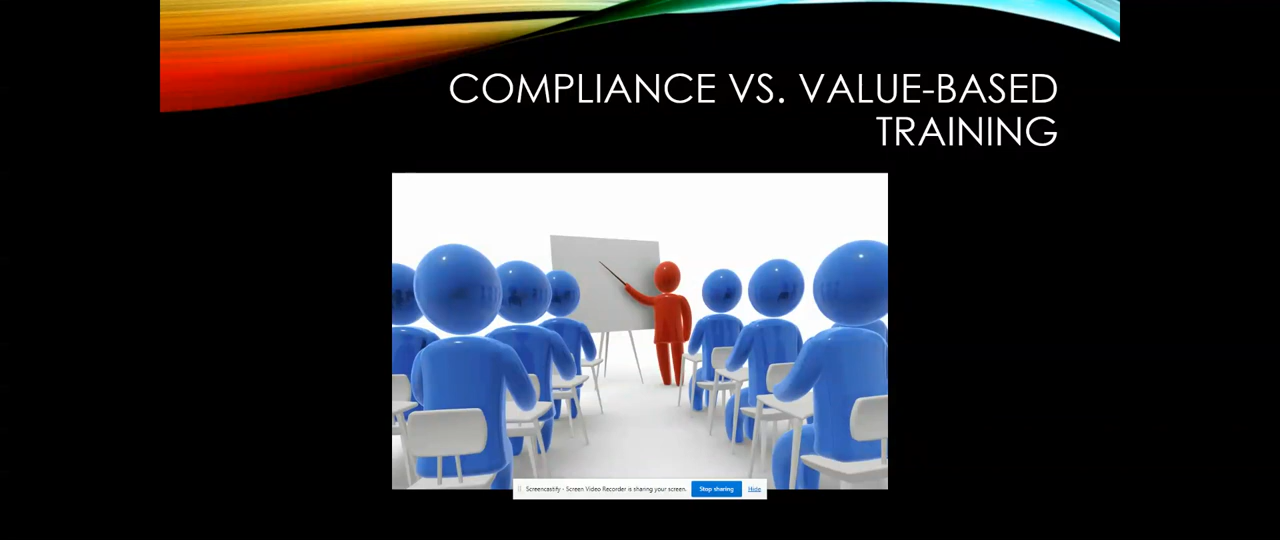 COMPLIANCE VS. VALUE-BASED
TRAINING
Screencastify - Screen Video Recorder is sharing your screen. Stop sharing Hide